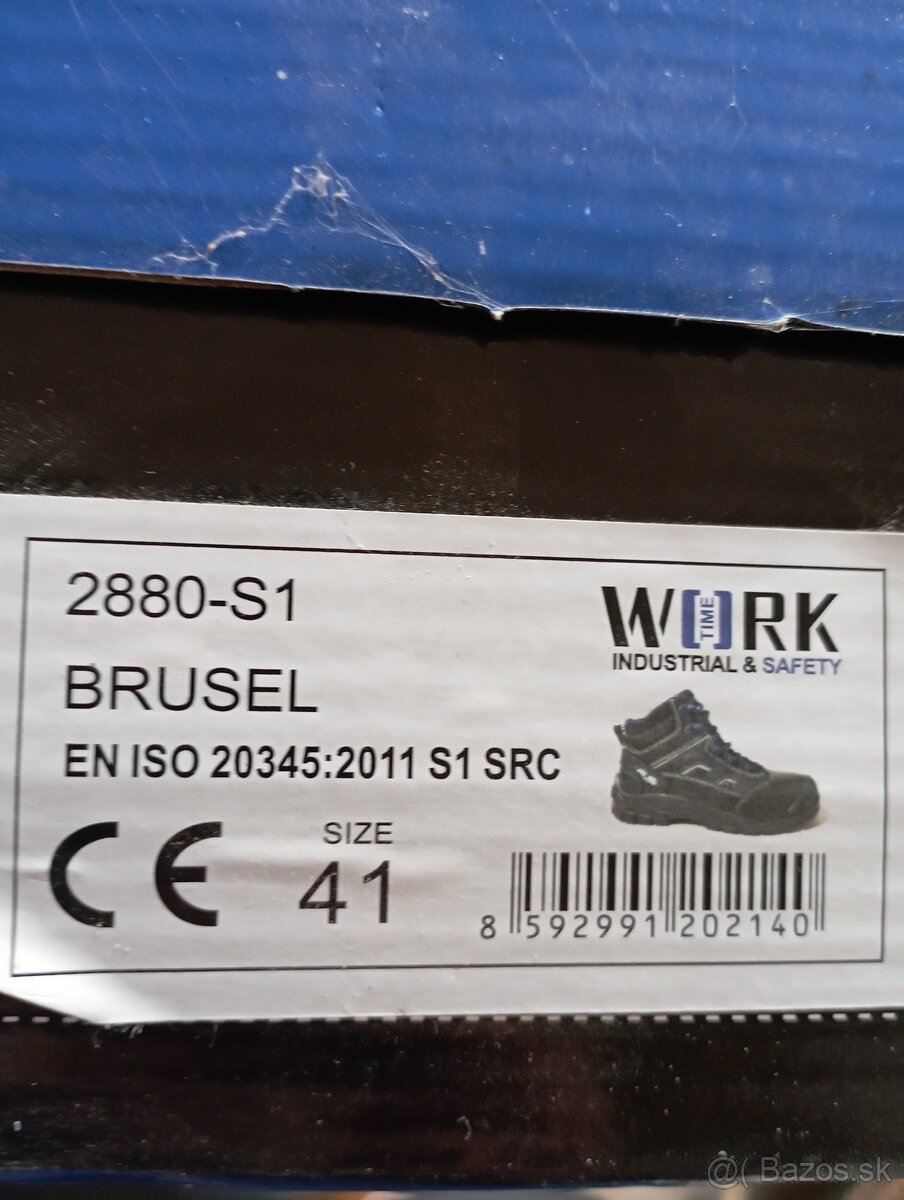 2880-S1
BRUSEL
EN ISO 20345:2011 S1 SRC
CE
SIZE
41
W[TIME]RK
INDUSTRIAL & SAFETY
8 592991 202140
@( Bazos.sk